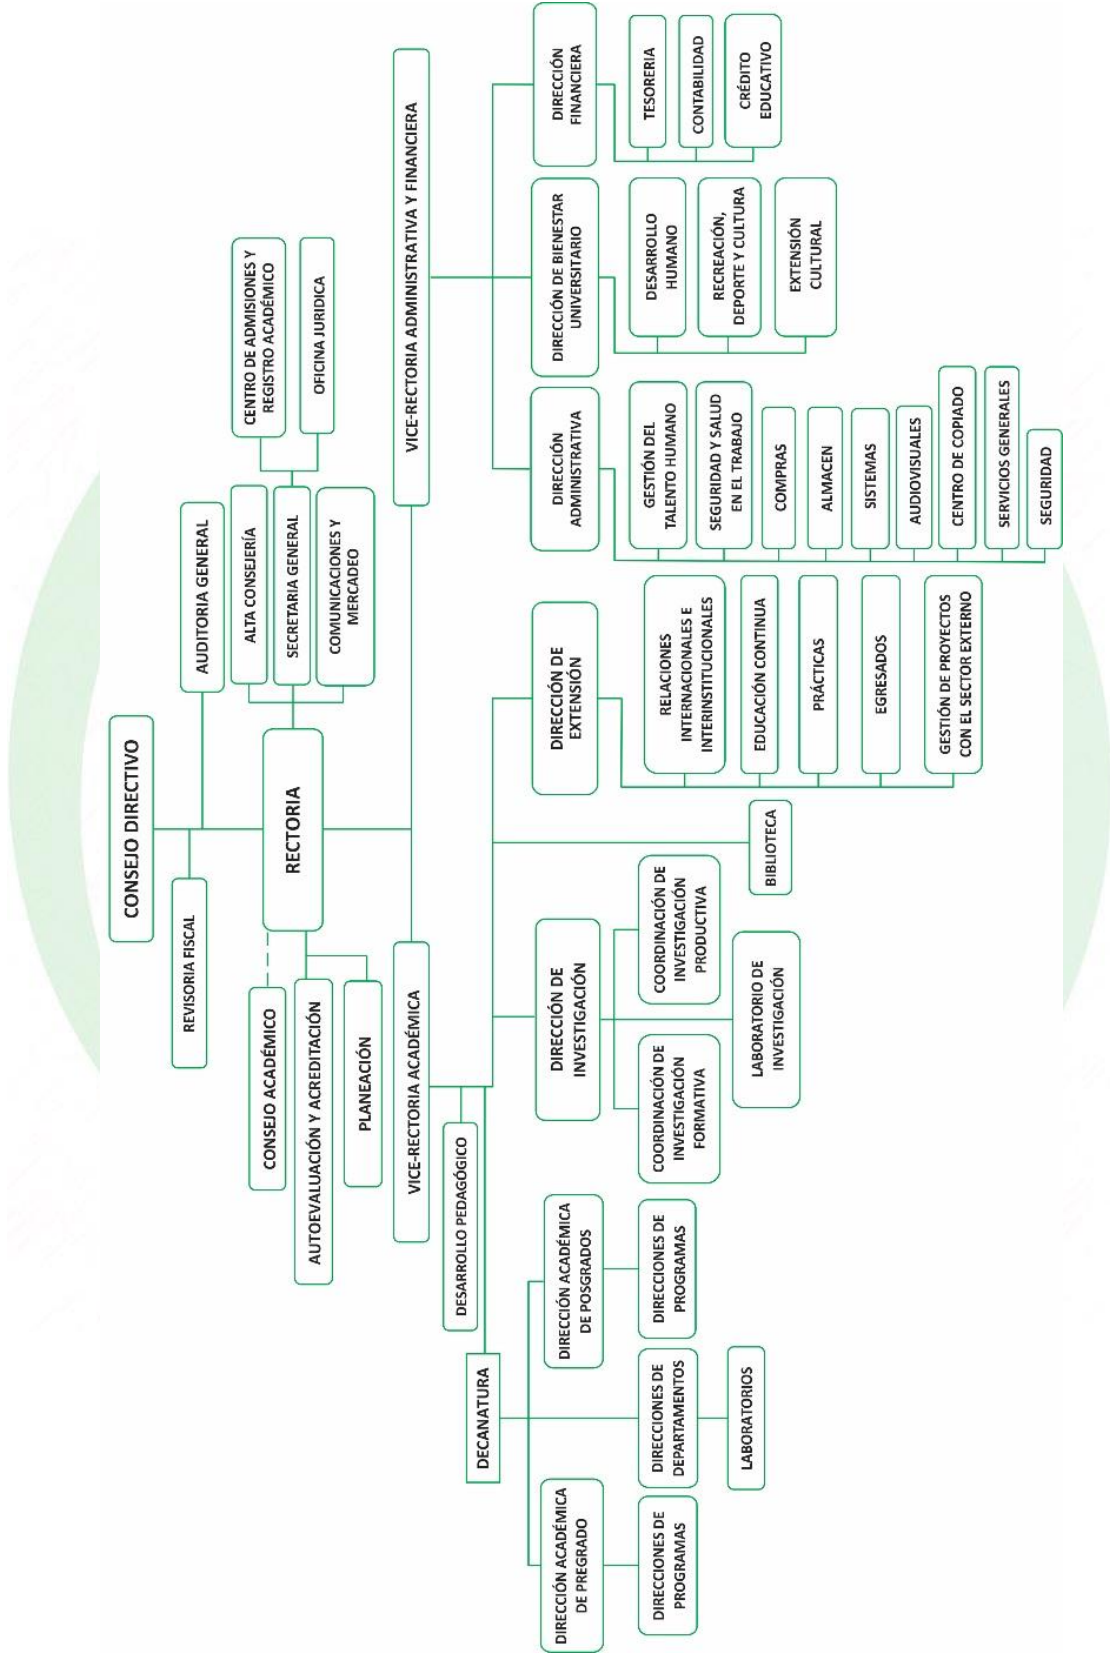 CONSEJO DIRECTIVO
REVISORIA FISCAL
AUDITORIA GENERAL
RECTORIA
CONSEJO ACADÉMICO
AUTOEVALUACIÓN Y ACREDITACIÓN
PLANEACIÓN
ALTA CONSEJERÍA
SECRETARIA GENERAL
COMUNICACIONES Y
MERCADEO
CENTRO DE ADMISIONES Y
REGISTRO ACADÉMICO
OFICINA JURIDICA
VICE-RECTORIA ACADÉMICA
VICE-RECTORIA ADMINISTRATIVA Y FINANCIERA
DESARROLLO PEDAGÓGICO
DECANATURA
DIRECCIÓN ACADÉMICA
DE PREGRADO
DIRECCIONES DE
PROGRAMAS
DIRECCIONES DE
DEPARTAMENTOS
LABORATORIOS
DIRECCIÓN ACADÉMICA
DE POSGRADOS
DIRECCIONES DE
PROGRAMAS
DIRECCIÓN DE
INVESTIGACIÓN
COORDINACIÓN DE
INVESTIGACIÓN
FORMATIVA
COORDINACIÓN DE
INVESTIGACIÓN
PRODUCTIVA
LABORATORIO DE
INVESTIGACIÓN
BIBLIOTECA
DIRECCIÓN DE
EXTENSIÓN
RELACIONES
INTERNACIONALES E
INTERINSTITUCIONALES
EDUCACIÓN CONTINUA
PRÁCTICAS
EGRESADOS
GESTIÓN DE PROYECTOS
CON EL SECTOR EXTERNO
DIRECCIÓN
ADMINISTRATIVA
GESTIÓN DEL
TALENTO HUMANO
SEGURIDAD Y SALUD
EN EL TRABAJO
COMPRAS
ALMACEN
SISTEMAS
AUDIOVISUALES
CENTRO DE COPIADO
SERVICIOS GENERALES
SEGURIDAD
DIRECCIÓN DE BIENESTAR
UNIVERSITARIO
DESARROLLO
HUMANO
RECREACIÓN,
DEPORTE Y CULTURA
EXTENSIÓN
CULTURAL
DIRECCIÓN
FINANCIERA
TESORERIA
CONTABILIDAD
CRÉDITO
EDUCATIVO